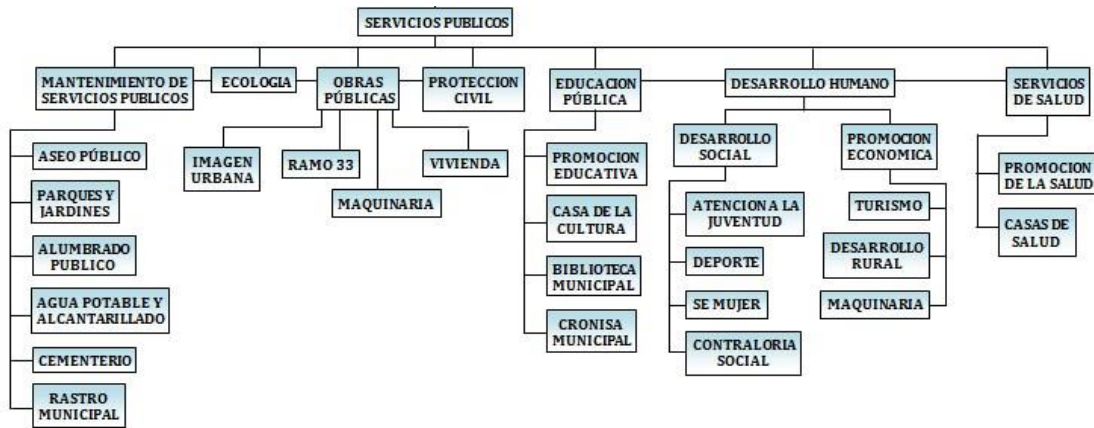 SERVICIOS PUBLICOS
MANTENIMIENTO DE
SERVICIOS PUBLICOS
ECOLOGIA
OBRAS
PÚBLICAS
PROTECCION
CIVIL
EDUCACION
PÚBLICA
DESARROLLO HUMANO
SERVICIOS
DE SALUD
ASEO PÚBLICO
PARQUES Y
JARDINES
ALUMBRADO
PUBLICO
AGUA POTABLE Y
ALCANTARILLADO
CEMENTERIO
RASTRO
MUNICIPAL
IMAGEN
URBANA
RAMO 33
MAQUINARIA
VIVIENDA
PROMOCION
EDUCATIVA
CASA DE LA
CULTURA
BIBLIOTECA
MUNICIPAL
CRONISA
MUNICIPAL
DESARROLLO
SOCIAL
ATENCION A LA
JUVENTUD
DEPORTE
SE MUJER
CONTRALORIA
SOCIAL
PROMOCION
ECONOMICA
TURISMO
DESARROLLO
RURAL
MAQUINARIA
PROMOCION
DE LA SALUD
CASAS DE
SALUD